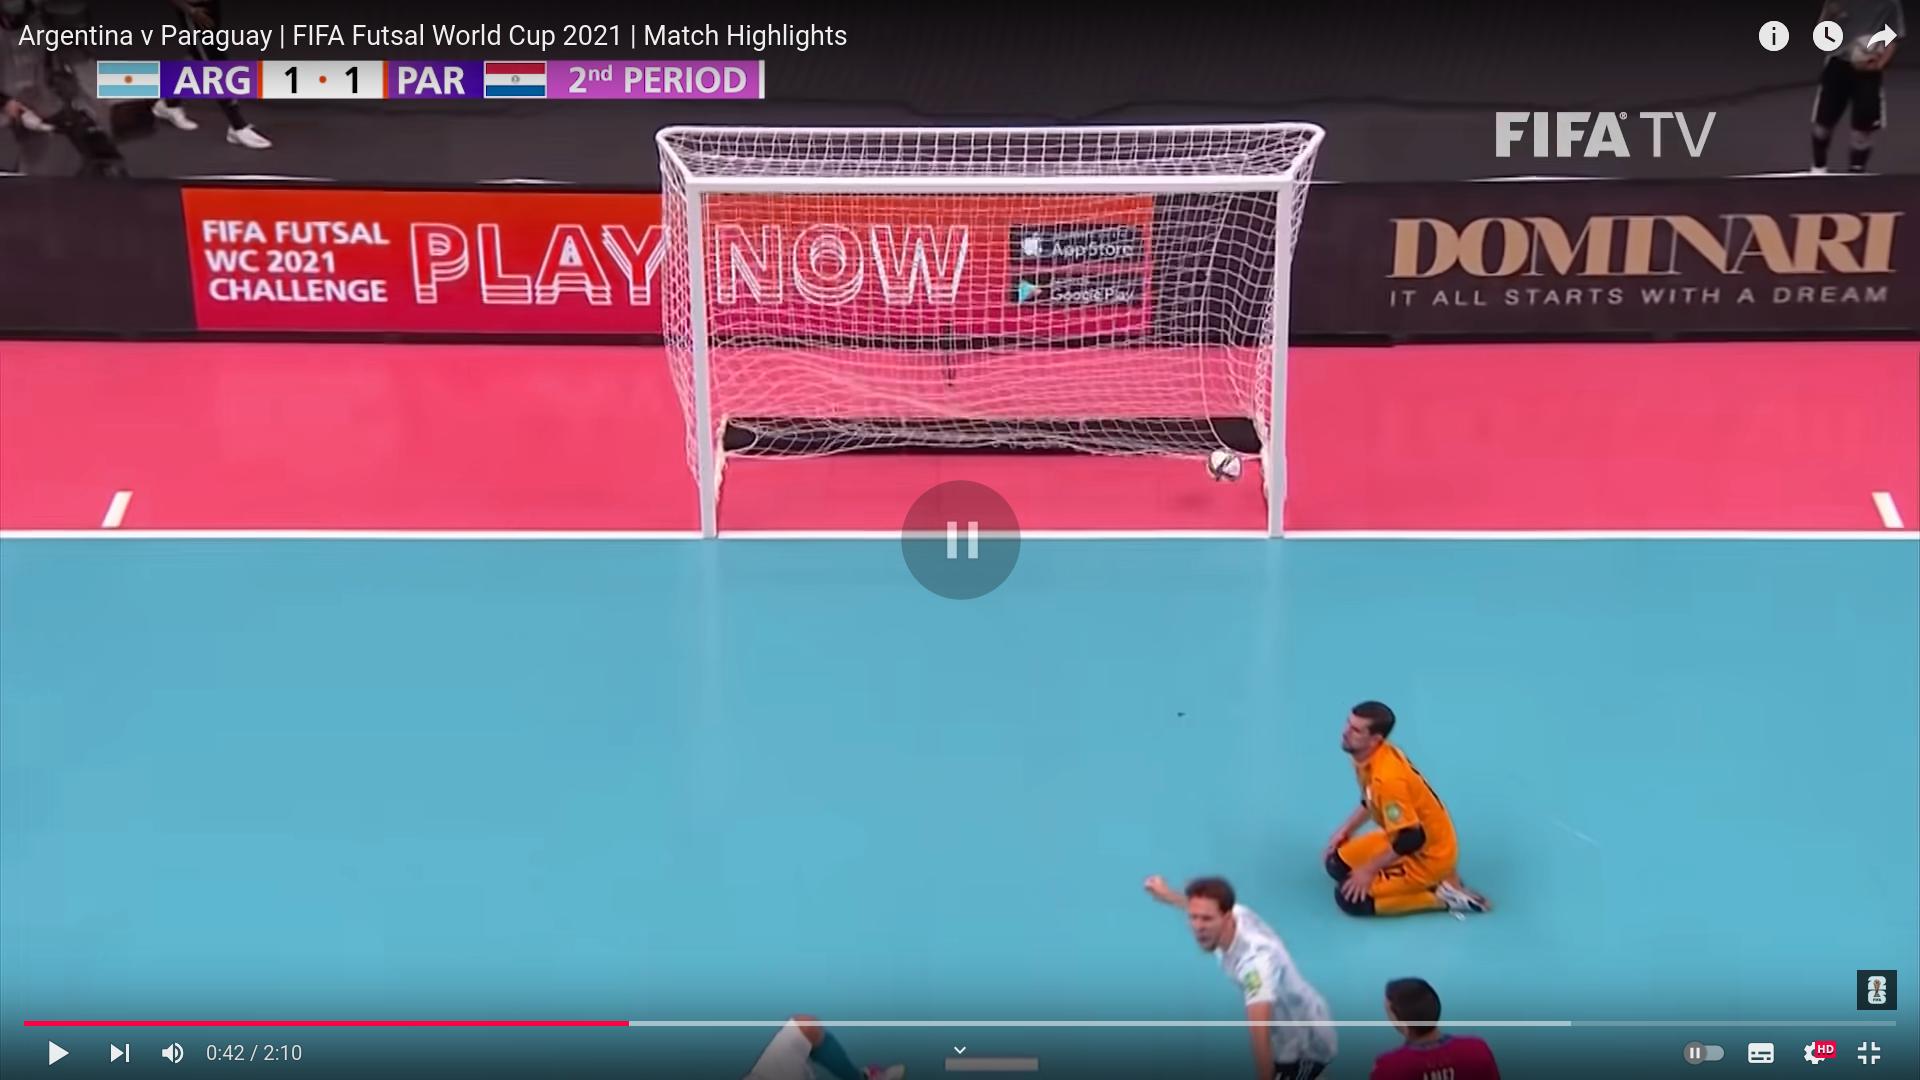 Argentina v Paraguay | FIFA Futsal World Cup 2021 | Match Highlights
ARG 1 · 1 PAR 2nd PERIOD
FIFA® TV
FIFA FUTSAL
WC 2021
CHALLENGE
PLAY NOW
App Store
Google Play
DOMINARI
IT ALL STARTS WITH A DREAM
0:42 / 2:10
HD